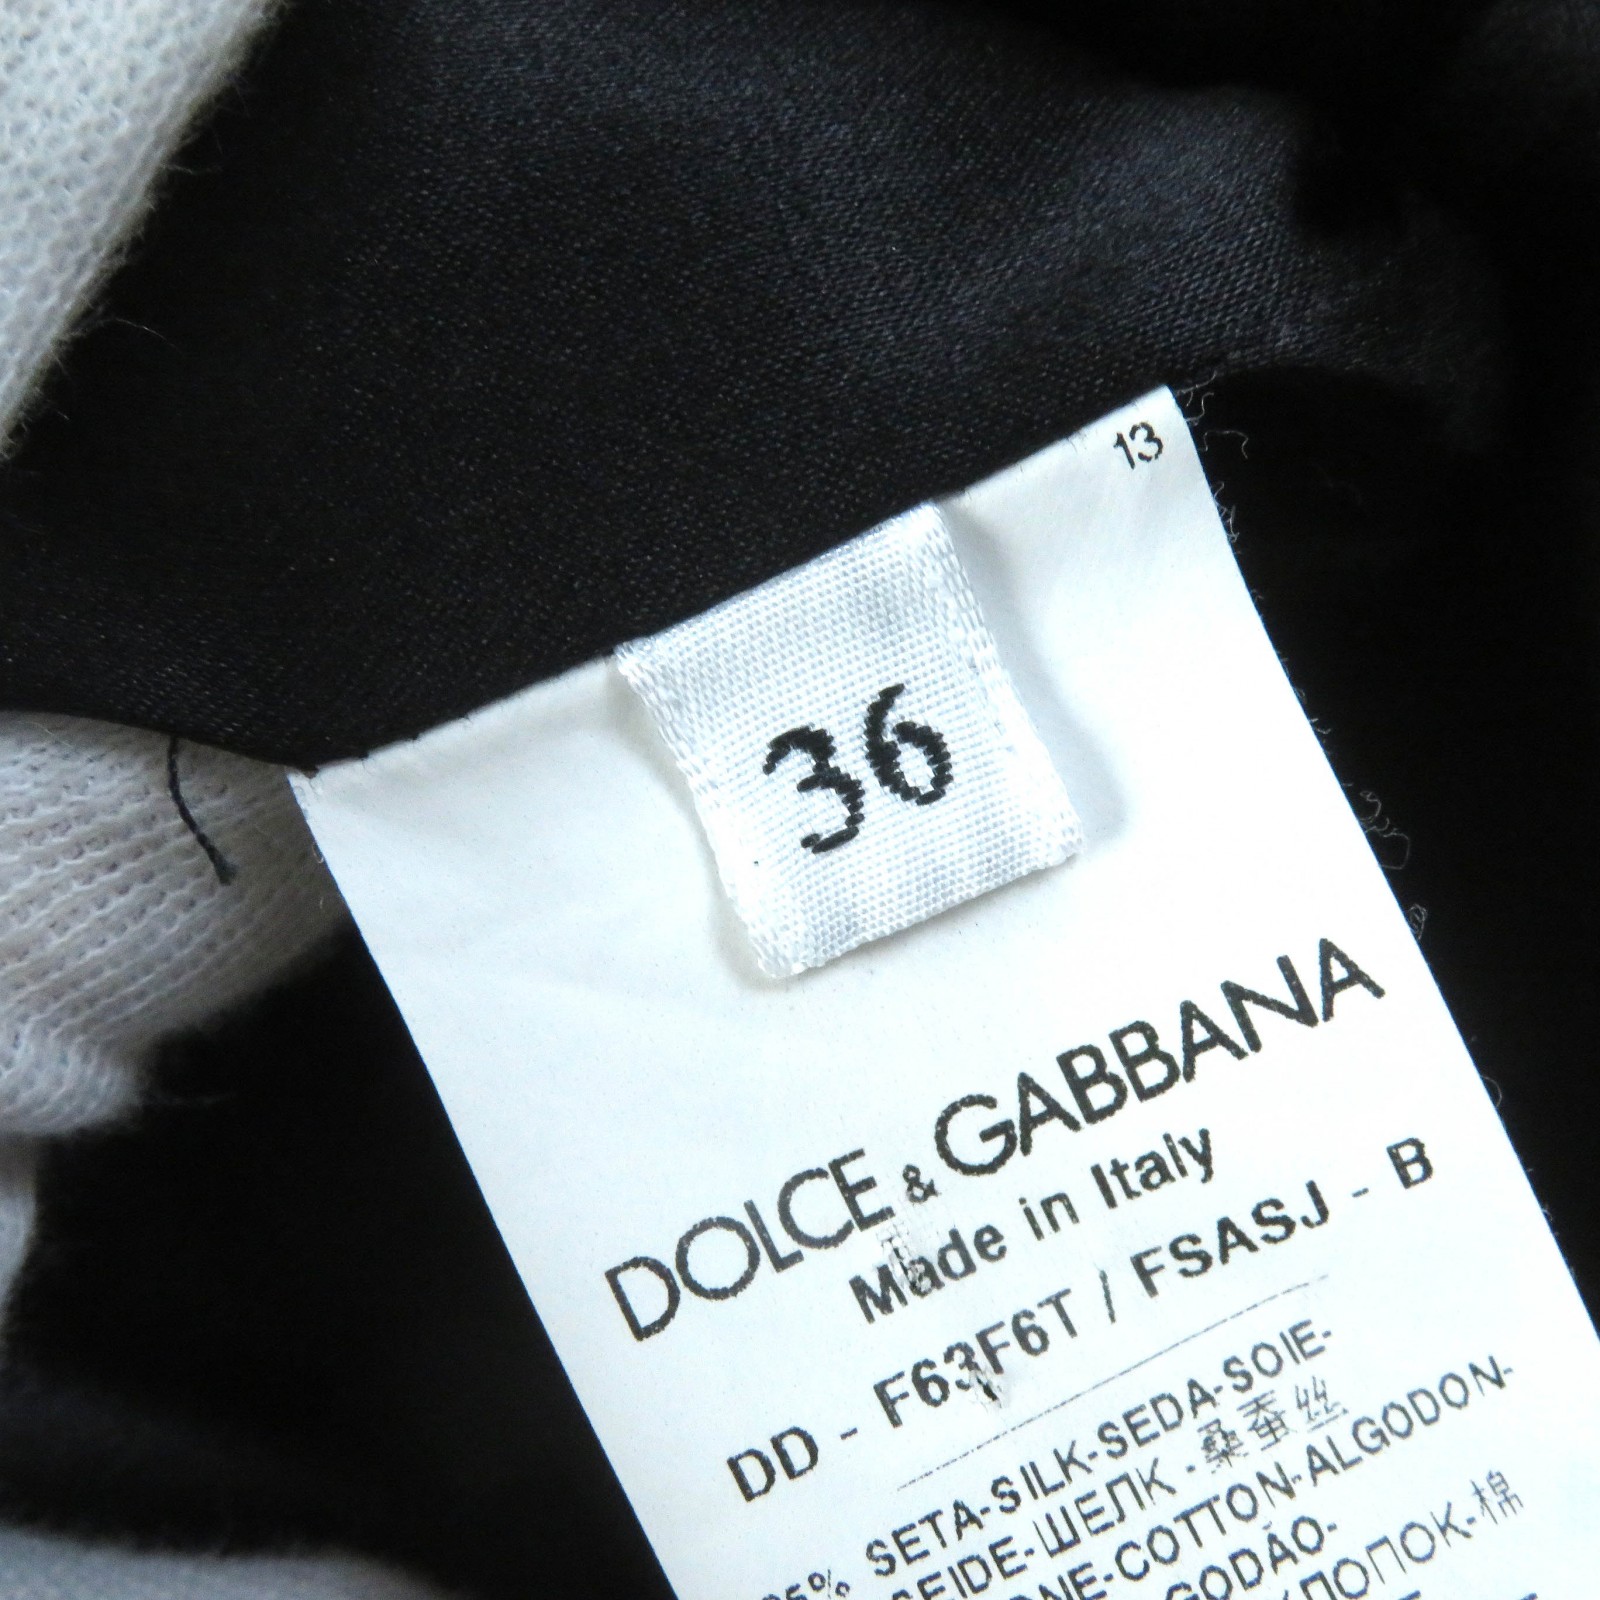 13
36
DOLCE & GABBANA
Made in Italy
DD - F63F6T / FSASJ - B
SETA-SILK-SEDA-SOIE-
SEIDE-ШЕЛК -桑蚕丝
COTTON-ALGODON-